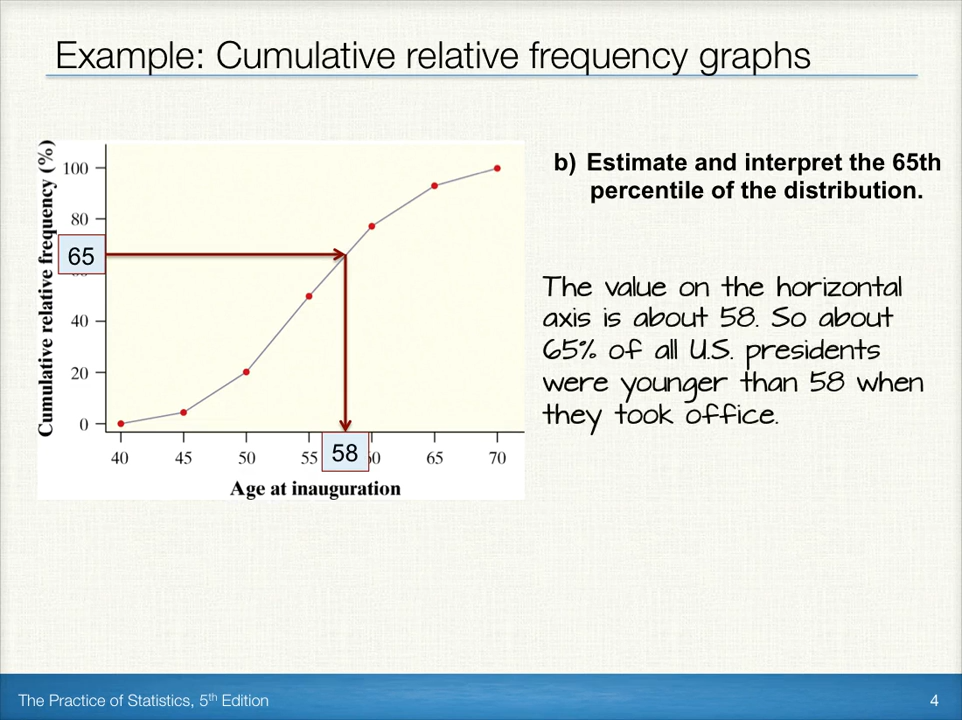 Example: Cumulative relative frequency graphs
Cumulative relative frequency (%)
100
80
65
40
20
0
40 45 50 55 58 65 70
Age at inauguration
b) Estimate and interpret the 65th
percentile of the distribution.
The value on the horizontal
axis is about 58. So about
65% of all U.S. presidents
were younger than 58 when
they took office.
The Practice of Statistics, 5th Edition
4